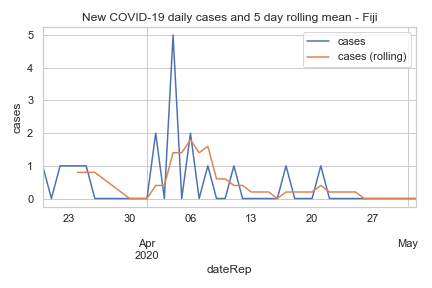 New COVID-19 daily cases and 5 day rolling mean - Fiji
cases
cases (rolling)
cases
5
4
3
2
1
0
23
30
06
13
20
27
Apr
2020
May
dateRep